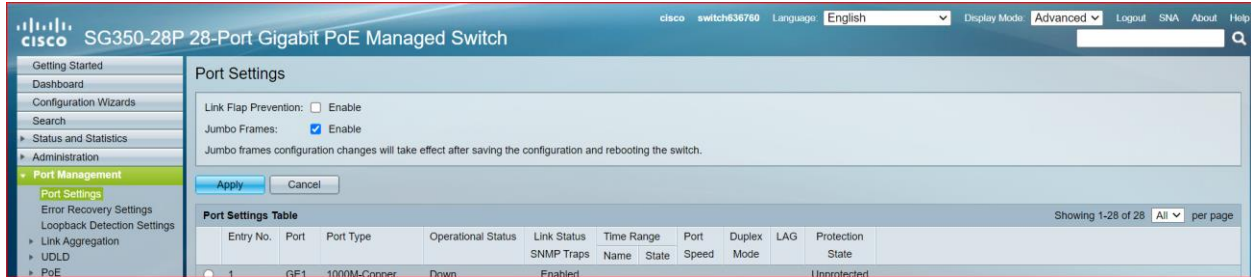 cisco switch636760 Language: English Display Mode: Advanced Logout SNA About Help
cisco SG350-28P 28-Port Gigabit PoE Managed Switch
Getting Started
Dashboard
Configuration Wizards
Search
Status and Statistics
Administration
Port Management
Port Settings
Error Recovery Settings
Loopback Detection Settings
Link Aggregation
UDLD
PoE
Port Settings
Link Flap Prevention: Enable
Jumbo Frames: Enable
Jumbo frames configuration changes will take effect after saving the configuration and rebooting the switch.
Apply Cancel
Port Settings Table Showing 1-28 of 28 All per page
Entry No. Port Port Type Operational Status Link Status Time Range Port Duplex LAG Protection
SNMP Traps Name State Speed Mode State
1 GE1 1000M-Copper Down Enabled Unprotected